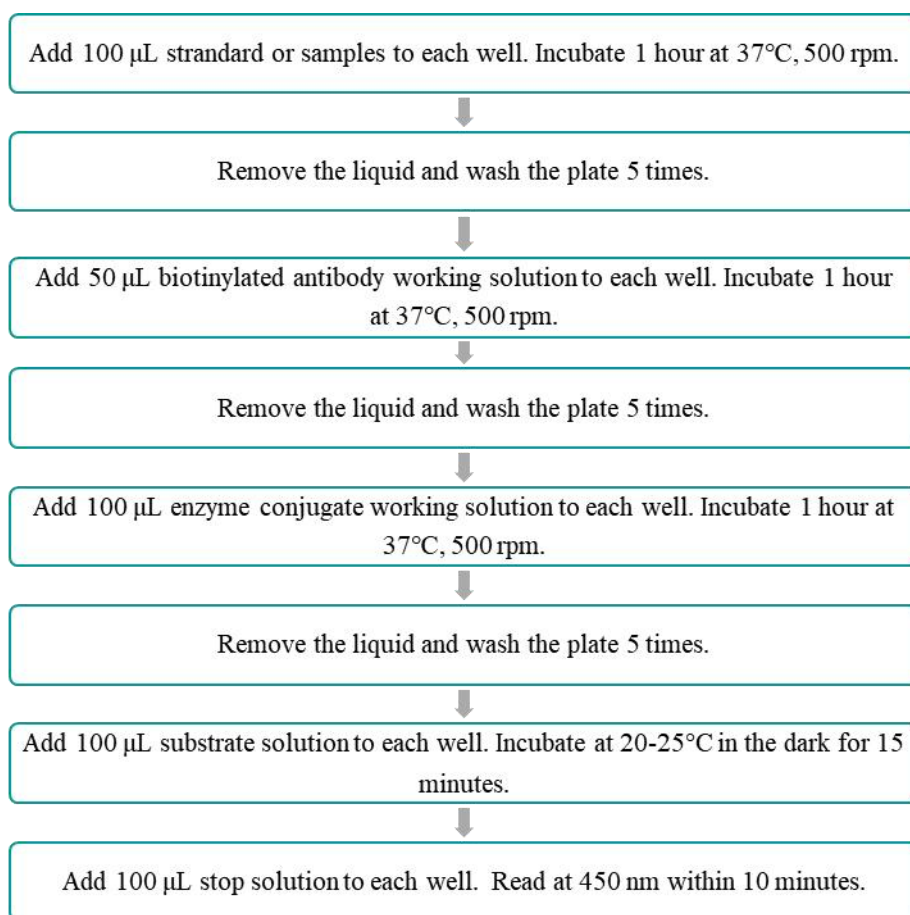 Add 100 μL strandard or samples to each well. Incubate 1 hour at 37℃, 500 rpm.
Remove the liquid and wash the plate 5 times.
Add 50 μL biotinylated antibody working solution to each well. Incubate 1 hour
at 37℃, 500 rpm.
Remove the liquid and wash the plate 5 times.
Add 100 μL enzyme conjugate working solution to each well. Incubate 1 hour at
37℃, 500 rpm.
Remove the liquid and wash the plate 5 times.
Add 100 μL substrate solution to each well. Incubate at 20-25°C in the dark for 15
minutes.
Add 100 μL stop solution to each well. Read at 450 nm within 10 minutes.